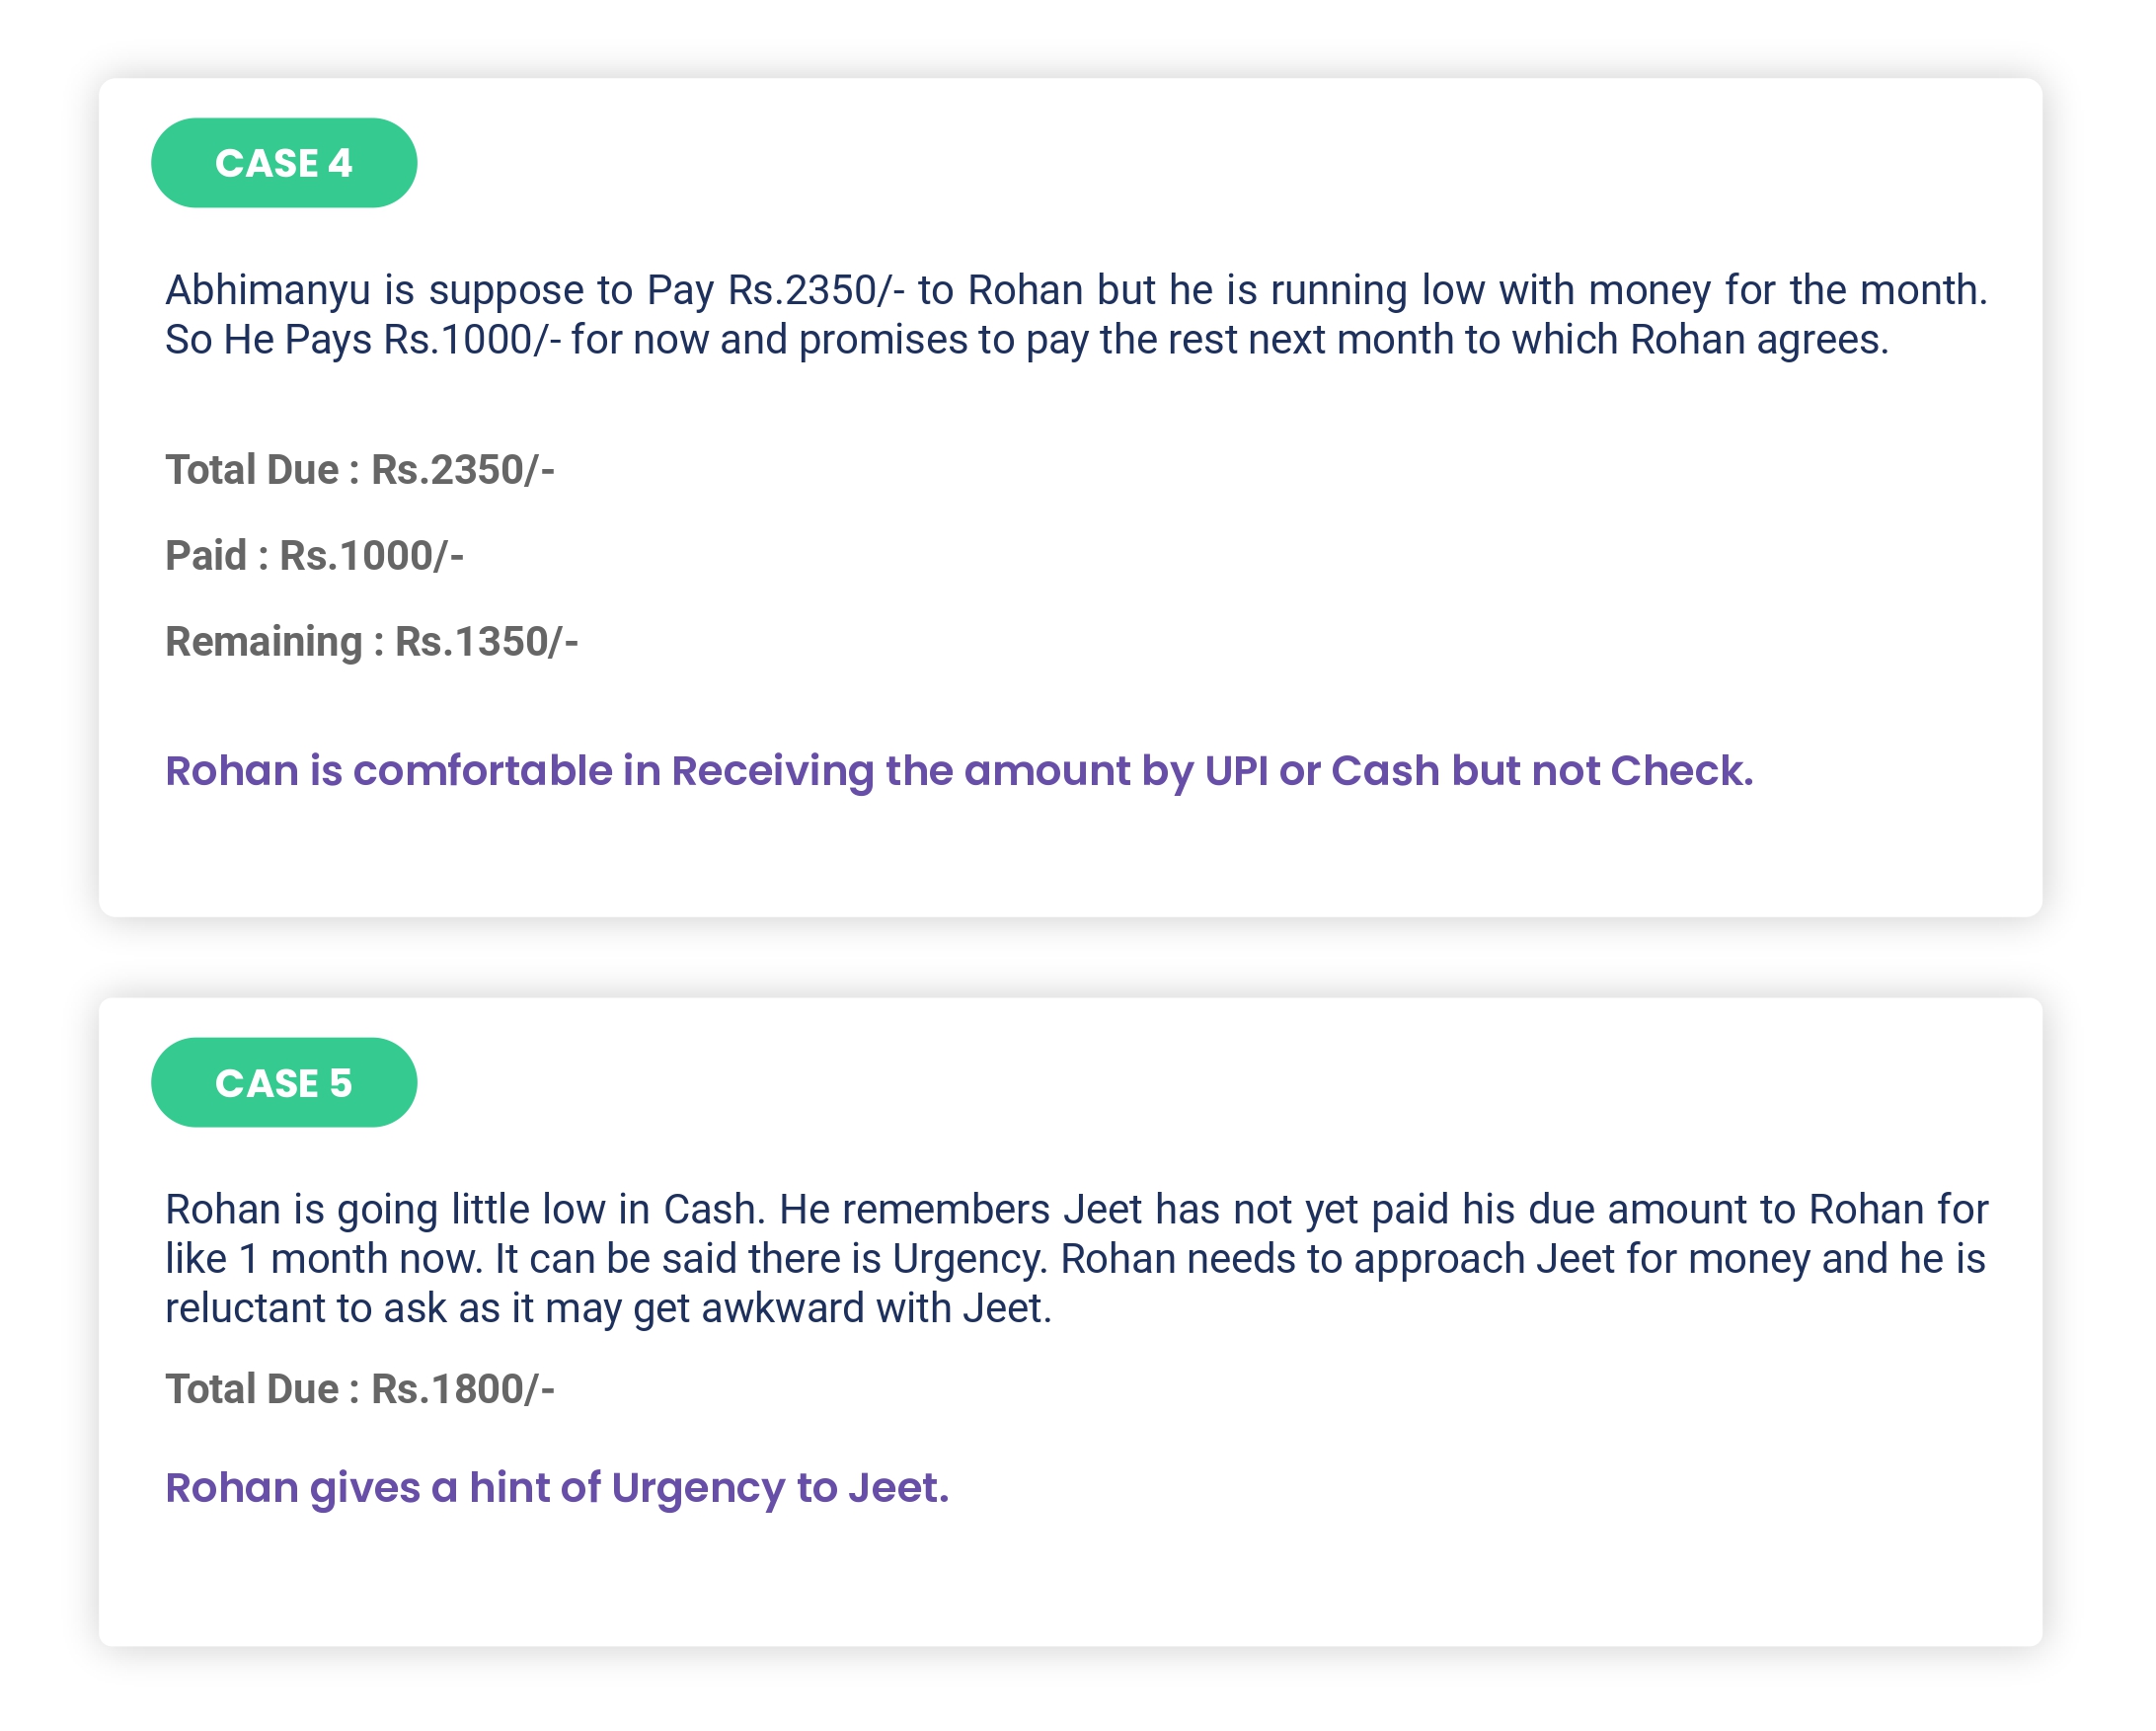 CASE 4
Abhimanyu is suppose to Pay Rs.2350/- to Rohan but he is running low with money for the month.
So He Pays Rs.1000/- for now and promises to pay the rest next month to which Rohan agrees.
Total Due : Rs.2350/-
Paid : Rs.1000/-
Remaining : Rs.1350/-
Rohan is comfortable in Receiving the amount by UPI or Cash but not Check.
CASE 5
Rohan is going little low in Cash. He remembers Jeet has not yet paid his due amount to Rohan for
like 1 month now. It can be said there is Urgency. Rohan needs to approach Jeet for money and he is
reluctant to ask as it may get awkward with Jeet.
Total Due : Rs.1800/-
Rohan gives a hint of Urgency to Jeet.